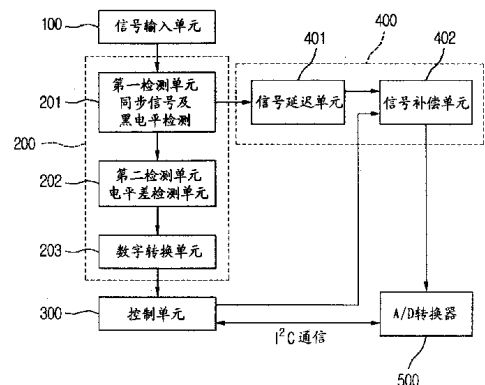 100
信号输入单元
400
401
402
201
第一检测单元
同步信号及
黑电平检测
信号延迟单元
信号补偿单元
200
202
第二检测单元
电平差检测单元
203
数字转换单元
300
控制单元
I²C通信
A/D转换器
500